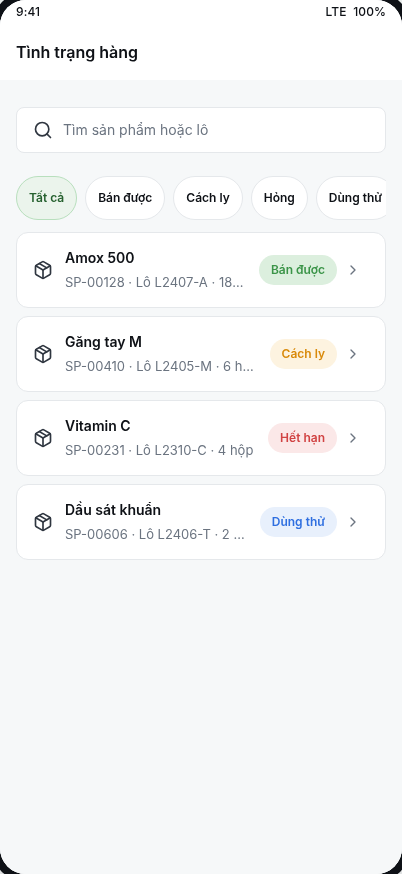 9:41 LTE 100%
Tình trạng hàng
Tìm sản phẩm hoặc lô
Tất cả Bán được Cách ly Hỏng Dùng thử
Amox 500
SP-00128 · Lô L2407-A · 18...
Bán được
Găng tay M
SP-00410 · Lô L2405-M · 6 h...
Cách ly
Vitamin C
SP-00231 · Lô L2310-C · 4 hộp
Hết hạn
Dầu sát khuẩn
SP-00606 · Lô L2406-T · 2 ...
Dùng thử